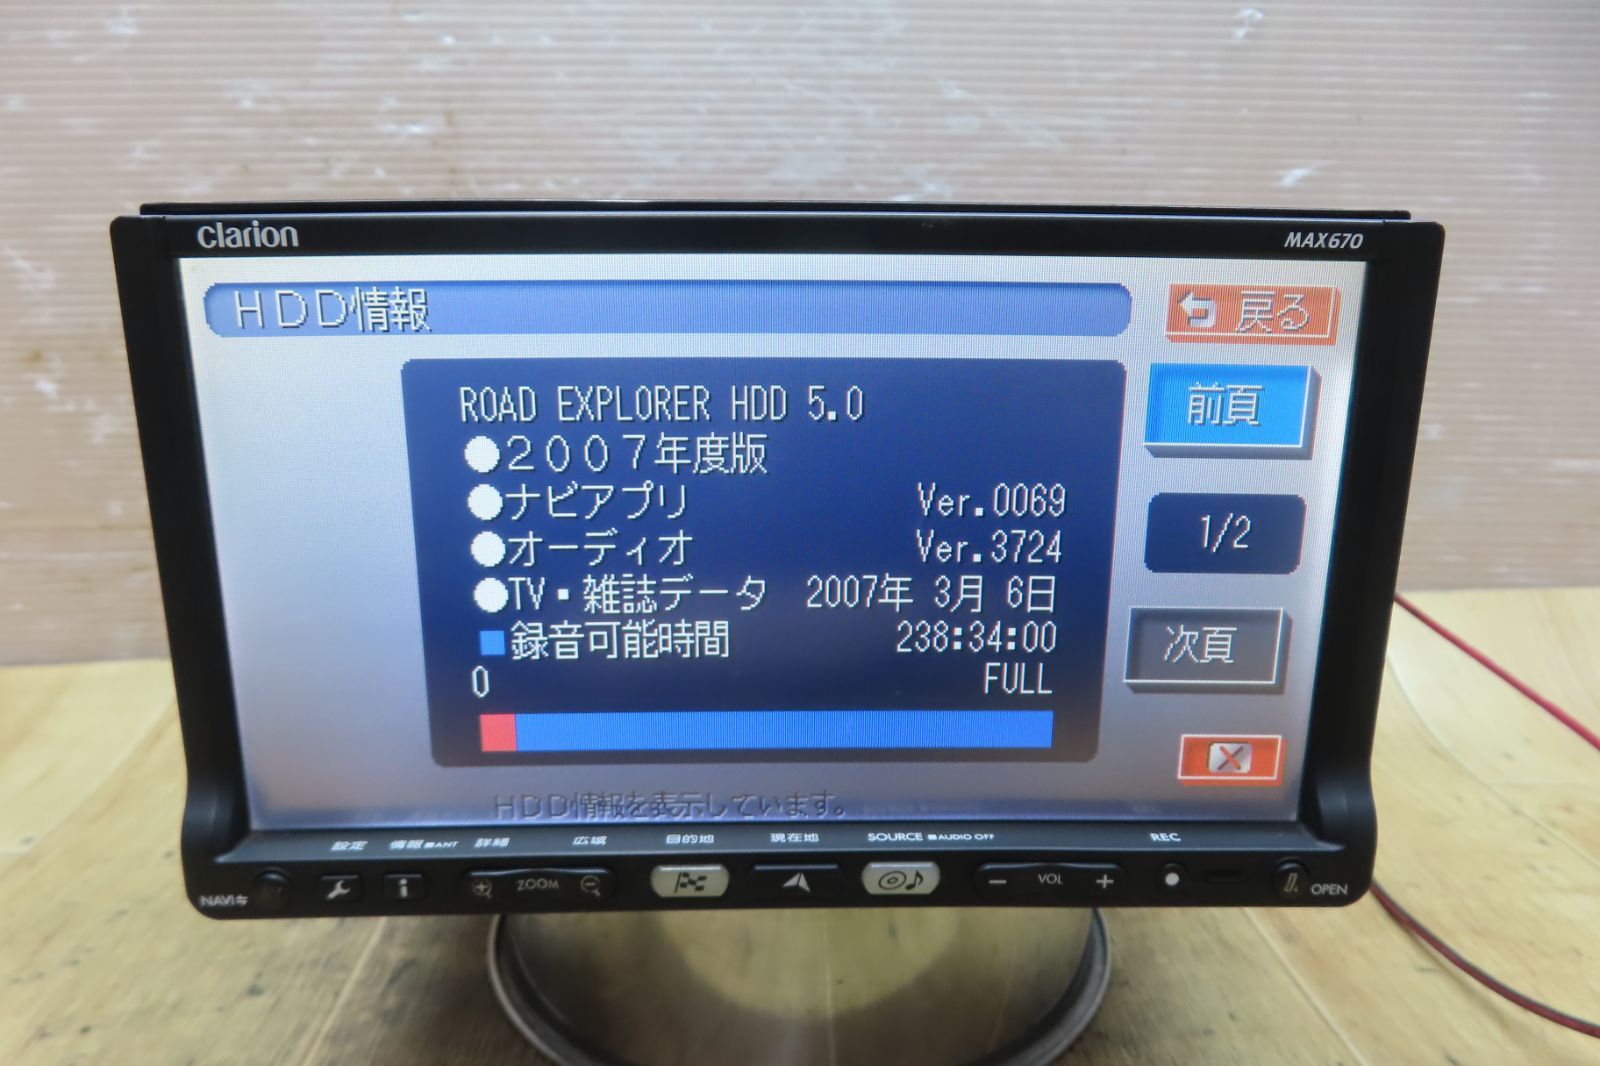 clarion
MAX670
HDD情報
戻る
ROAD EXPLORER HDD 5.0
●2007年度版
●ナビアプリ Ver.0069
●オーディオ Ver.3724
●TV・雑誌データ 2007年 3月 6日
■録音可能時間 238:34:00
0 FULL
前頁
1/2
次頁
HDD情報を表示しています。
設定 情報 ■ANT 詳細 広域 目的地 現在地 SOURCE ■AUDIO OFF REC
NAVI ZOOM VOL OPEN